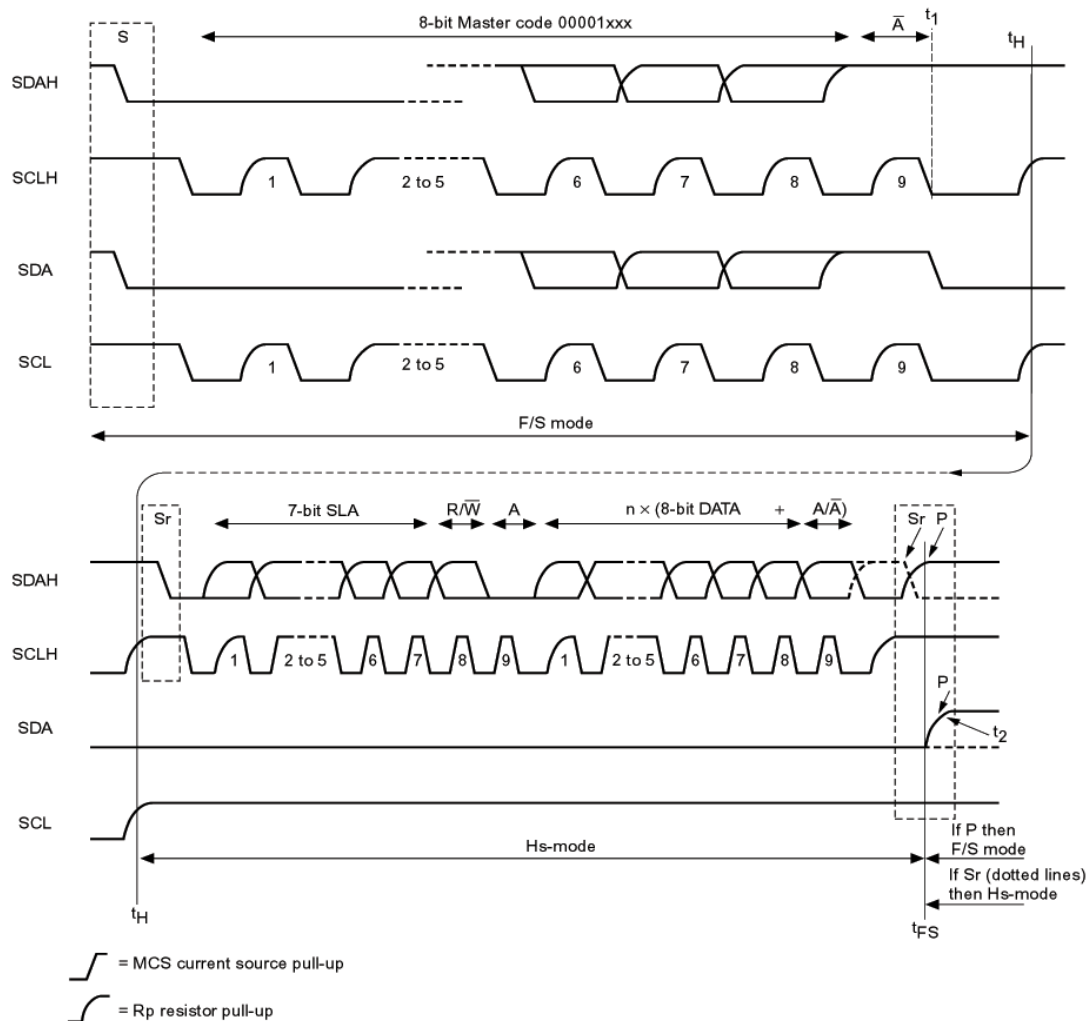 S
8-bit Master code 00001xxx
A̅
t1
tH
SDAH
SCLH
1
2 to 5
6
7
8
9
SDA
SCL
1
2 to 5
6
7
8
9
F/S mode
Sr
7-bit SLA
R/W̅
A
n × (8-bit DATA +
A/A̅)
Sr
P
SDAH
SCLH
1
2 to 5
6
7
8
9
1
2 to 5
6
7
8
9
P
SDA
t2
SCL
If P then
F/S mode
Hs-mode
If Sr (dotted lines)
then Hs-mode
tH
tFS
= MCS current source pull-up
= Rp resistor pull-up